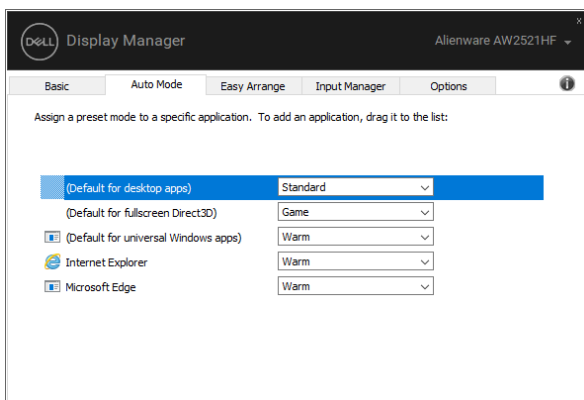 DELL Display Manager Alienware AW2521HF
x
Basic Auto Mode Easy Arrange Input Manager Options i
Assign a preset mode to a specific application. To add an application, drag it to the list:
(Default for desktop apps) Standard
(Default for fullscreen Direct3D) Game
(Default for universal Windows apps) Warm
Internet Explorer Warm
Microsoft Edge Warm